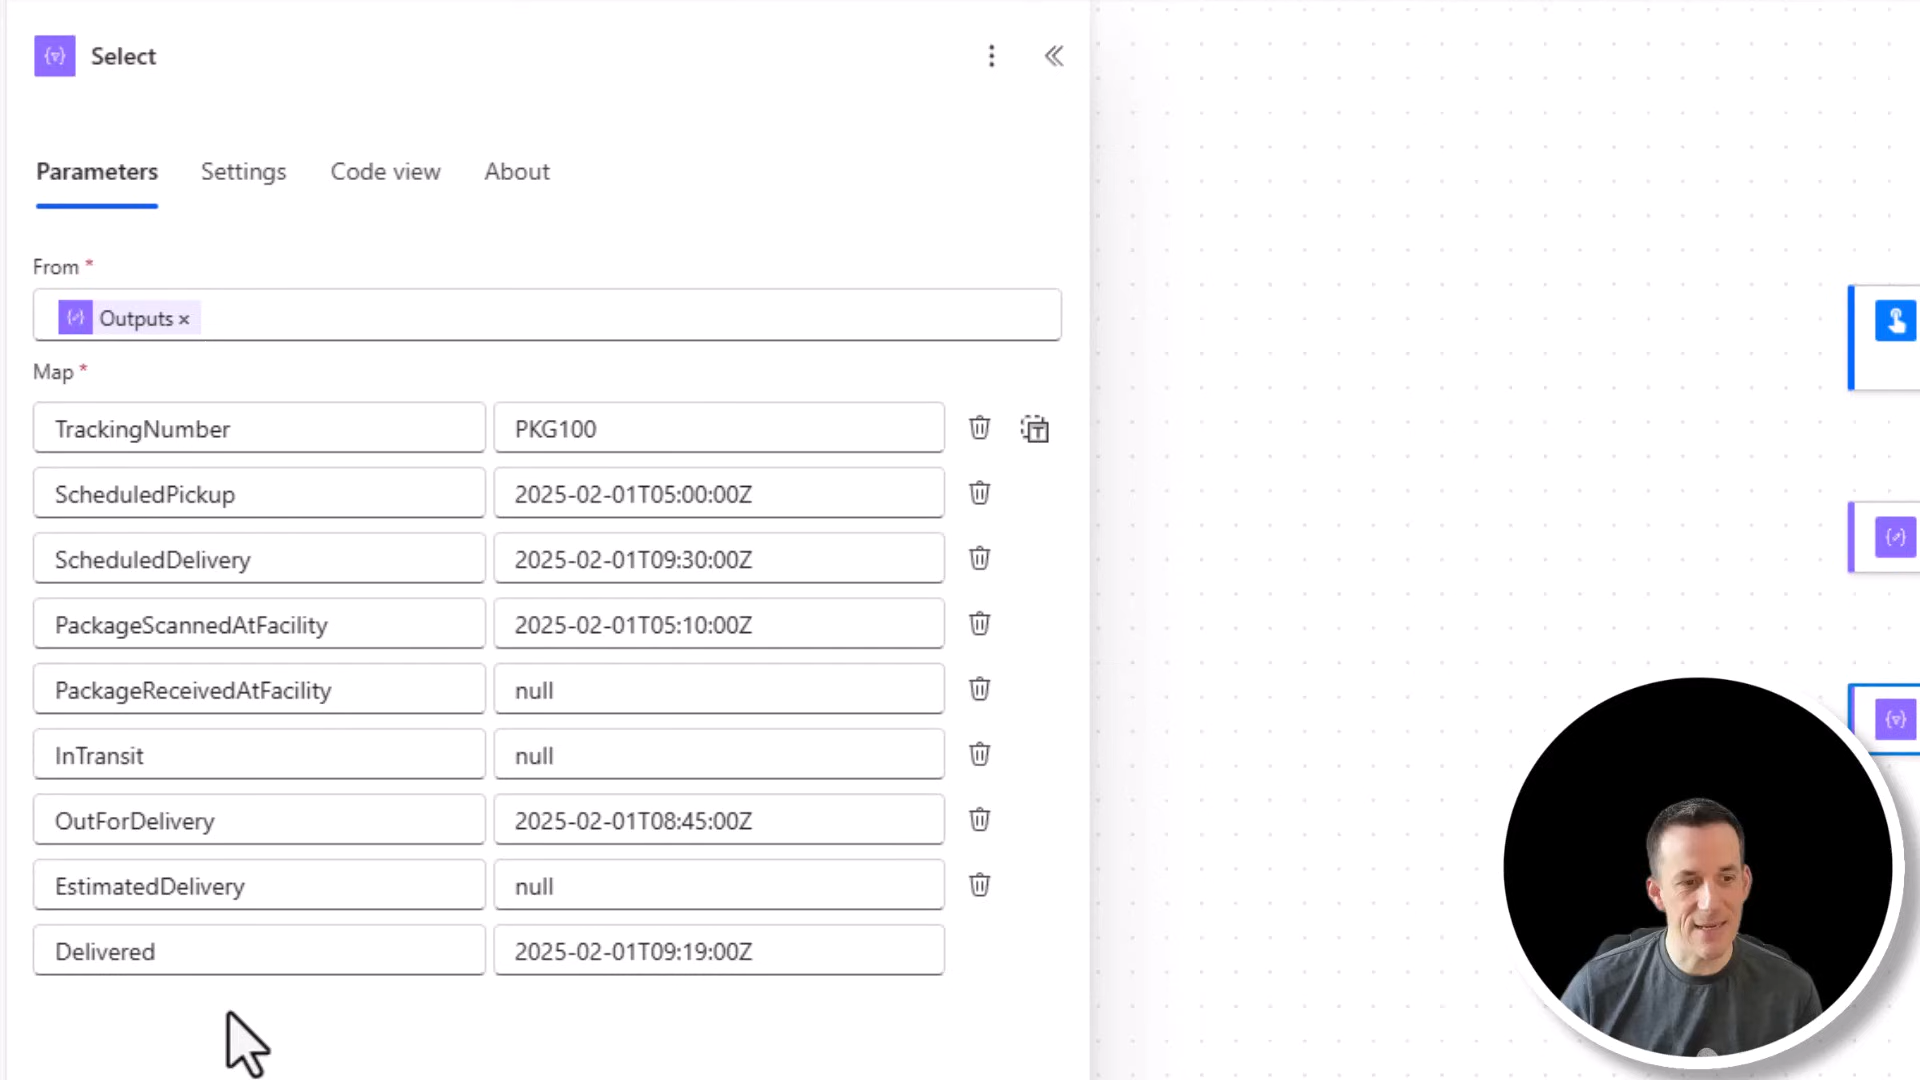 Select
Parameters Settings Code view About
From *
Outputs ×
Map *
TrackingNumber PKG100
ScheduledPickup 2025-02-01T05:00:00Z
ScheduledDelivery 2025-02-01T09:30:00Z
PackageScannedAtFacility 2025-02-01T05:10:00Z
PackageReceivedAtFacility null
InTransit null
OutForDelivery 2025-02-01T08:45:00Z
EstimatedDelivery null
Delivered 2025-02-01T09:19:00Z